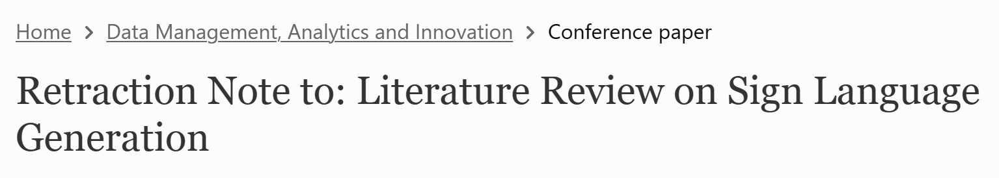 Home > Data Management, Analytics and Innovation > Conference paper
Retraction Note to: Literature Review on Sign Language
Generation